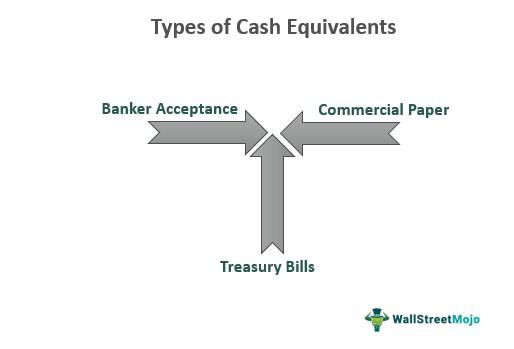 Types of Cash Equivalents
Banker Acceptance
Commercial Paper
Treasury Bills
WallStreetMojo